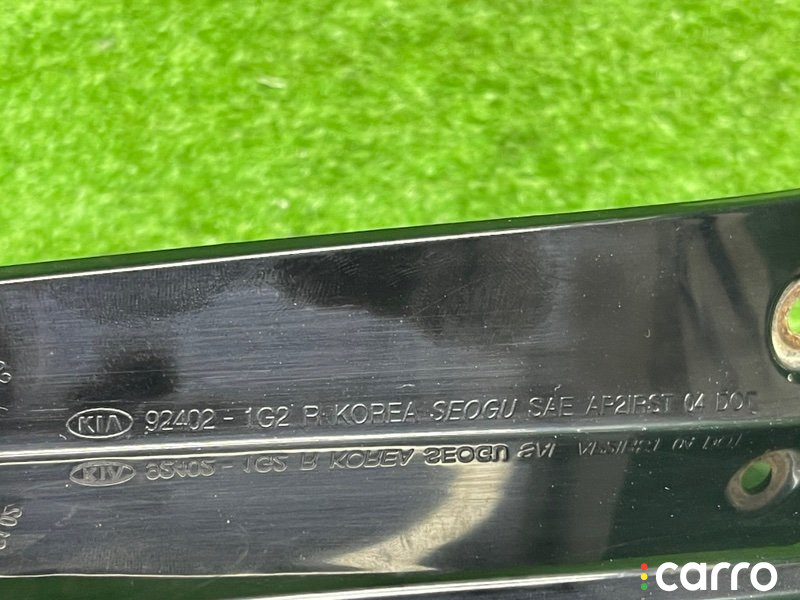 KIA 92402 - 1G2 R KOREA SEOGU SAE AP2IRST 04 DOT
carro